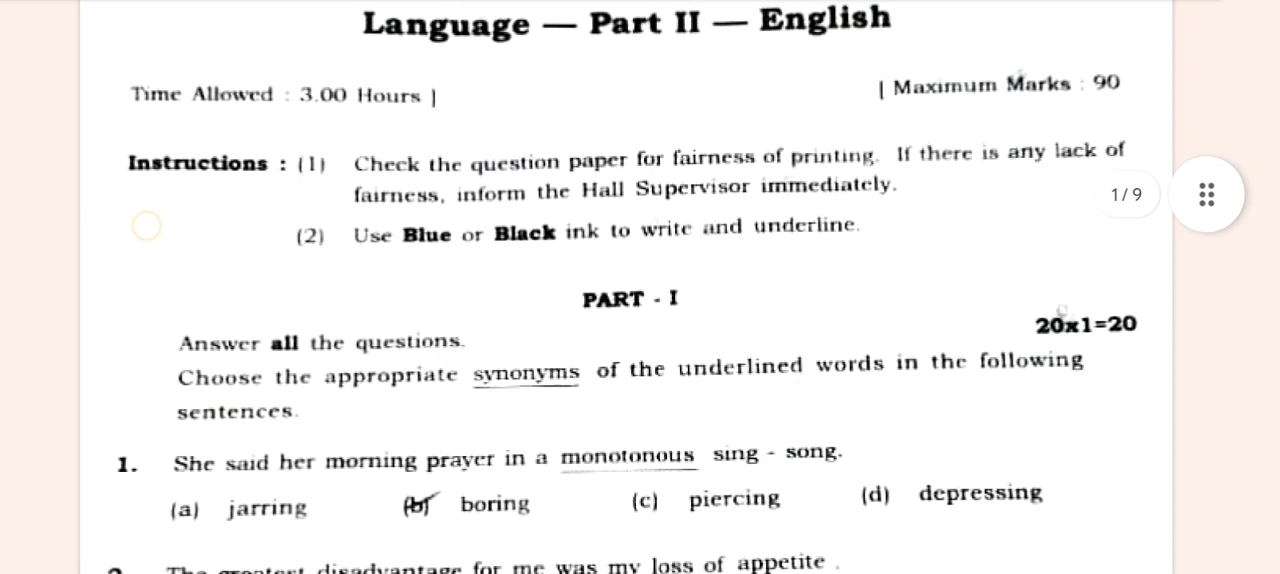 Language — Part II — English
Time Allowed : 3.00 Hours ]
[ Maximum Marks : 90
Instructions : (1) Check the question paper for fairness of printing. If there is any lack of
fairness, inform the Hall Supervisor immediately.
1/9
(2) Use Blue or Black ink to write and underline.
PART - I
20x1=20
Answer all the questions.
Choose the appropriate synonyms of the underlined words in the following
sentences.
1. She said her morning prayer in a monotonous sing - song.
(a) jarring (b) boring (c) piercing (d) depressing
2. The greatest disadvantage for me was my loss of appetite .